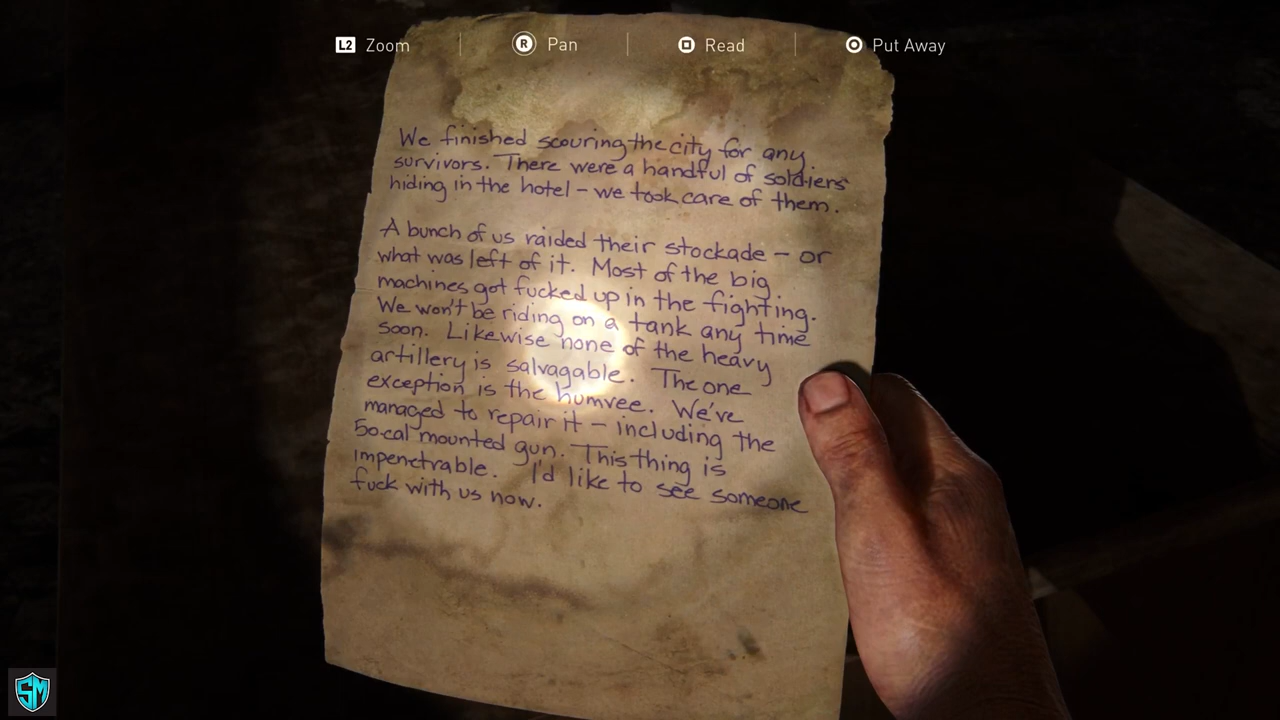 L2 Zoom | R Pan | Read | Put Away
We finished scouring the city for any
survivors. There were a handful of soldiers
hiding in the hotel – we took care of them.
A bunch of us raided their stockade – or
what was left of it. Most of the big
machines got fucked up in the fighting.
We won't be riding on a tank any time
soon. Likewise none of the heavy
artillery is salvagable. The one
exception is the humvee. We've
managed to repair it – including the
50.cal mounted gun. This thing is
impenetrable. I'd like to see someone
fuck with us now.
SM